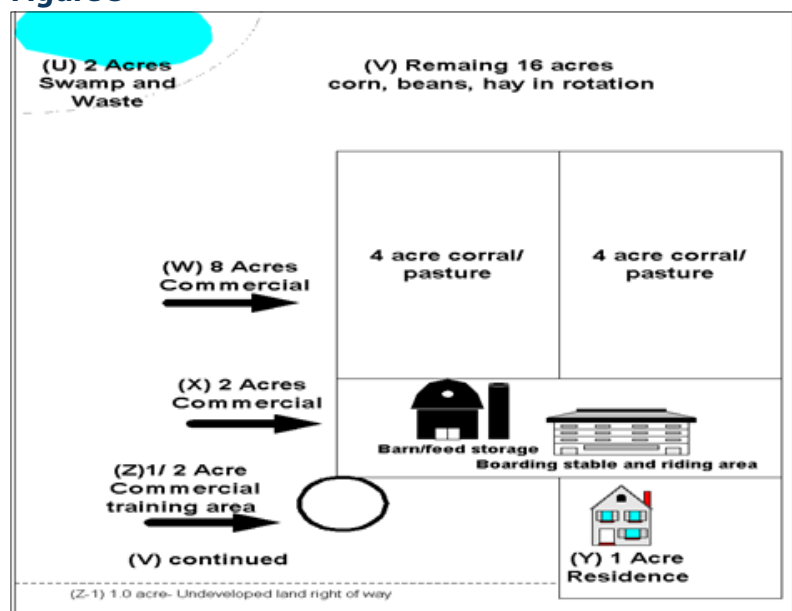 (U) 2 Acres
Swamp and
Waste
(V) Remaing 16 acres
corn, beans, hay in rotation
4 acre corral/
pasture
4 acre corral/
pasture
(W) 8 Acres
Commercial
(X) 2 Acres
Commercial
Barn/feed storage
Boarding stable and riding area
(Z)1/ 2 Acre
Commercial
training area
(V) continued
(Y) 1 Acre
Residence
(Z-1) 1.0 acre- Undeveloped land right of way